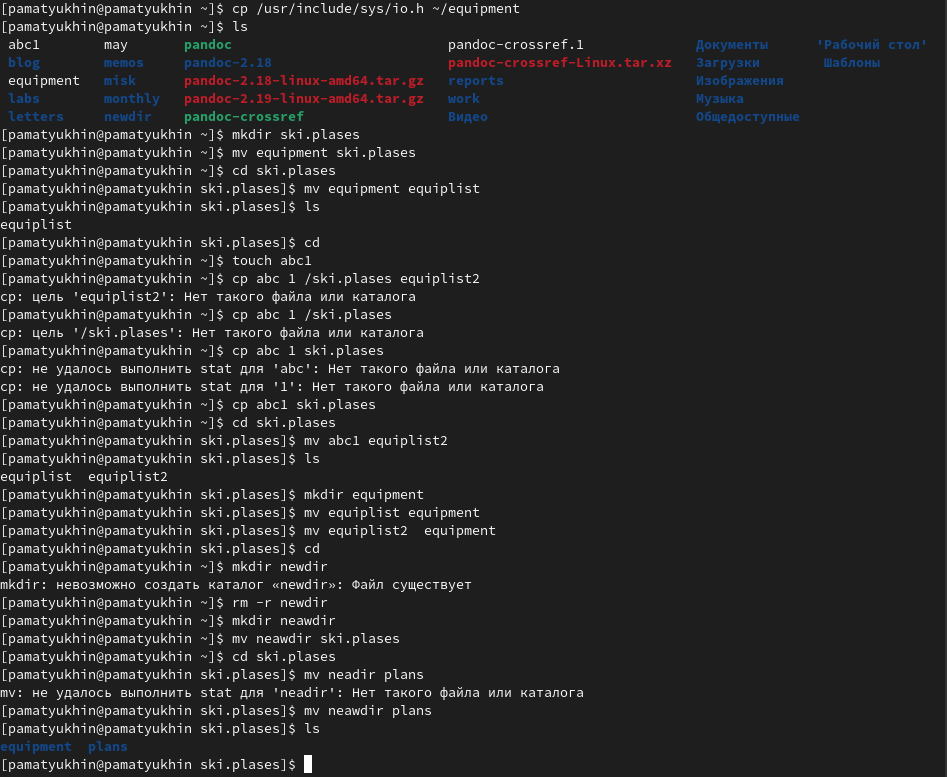 [pamatyukhin@pamatyukhin ~]$ cp /usr/include/sys/io.h ~/equipment
[pamatyukhin@pamatyukhin ~]$ ls
abc1 may pandoc pandoc-crossref.1 Документы 'Рабочий стол'
blog memos pandoc-2.18 pandoc-crossref-Linux.tar.xz Загрузки Шаблоны
equipment misk pandoc-2.18-linux-amd64.tar.gz reports Изображения
labs monthly pandoc-2.19-linux-amd64.tar.gz work Музыка
letters newdir pandoc-crossref Видео Общедоступные
[pamatyukhin@pamatyukhin ~]$ mkdir ski.plases
[pamatyukhin@pamatyukhin ~]$ mv equipment ski.plases
[pamatyukhin@pamatyukhin ~]$ cd ski.plases
[pamatyukhin@pamatyukhin ski.plases]$ mv equipment equiplist
[pamatyukhin@pamatyukhin ski.plases]$ ls
equiplist
[pamatyukhin@pamatyukhin ski.plases]$ cd
[pamatyukhin@pamatyukhin ~]$ touch abc1
[pamatyukhin@pamatyukhin ~]$ cp abc 1 /ski.plases equiplist2
cp: цель 'equiplist2': Нет такого файла или каталога
[pamatyukhin@pamatyukhin ~]$ cp abc 1 /ski.plases
cp: цель '/ski.plases': Нет такого файла или каталога
[pamatyukhin@pamatyukhin ~]$ cp abc 1 ski.plases
cp: не удалось выполнить stat для 'abc': Нет такого файла или каталога
cp: не удалось выполнить stat для '1': Нет такого файла или каталога
[pamatyukhin@pamatyukhin ~]$ cp abc1 ski.plases
[pamatyukhin@pamatyukhin ~]$ cd ski.plases
[pamatyukhin@pamatyukhin ski.plases]$ mv abc1 equiplist2
[pamatyukhin@pamatyukhin ski.plases]$ ls
equiplist  equiplist2
[pamatyukhin@pamatyukhin ski.plases]$ mkdir equipment
[pamatyukhin@pamatyukhin ski.plases]$ mv equiplist equipment
[pamatyukhin@pamatyukhin ski.plases]$ mv equiplist2  equipment
[pamatyukhin@pamatyukhin ski.plases]$ cd
[pamatyukhin@pamatyukhin ~]$ mkdir newdir
mkdir: невозможно создать каталог «newdir»: Файл существует
[pamatyukhin@pamatyukhin ~]$ rm -r newdir
[pamatyukhin@pamatyukhin ~]$ mkdir neawdir
[pamatyukhin@pamatyukhin ~]$ mv neawdir ski.plases
[pamatyukhin@pamatyukhin ~]$ cd ski.plases
[pamatyukhin@pamatyukhin ski.plases]$ mv neadir plans
mv: не удалось выполнить stat для 'neadir': Нет такого файла или каталога
[pamatyukhin@pamatyukhin ski.plases]$ mv neawdir plans
[pamatyukhin@pamatyukhin ski.plases]$ ls
equipment  plans
[pamatyukhin@pamatyukhin ski.plases]$